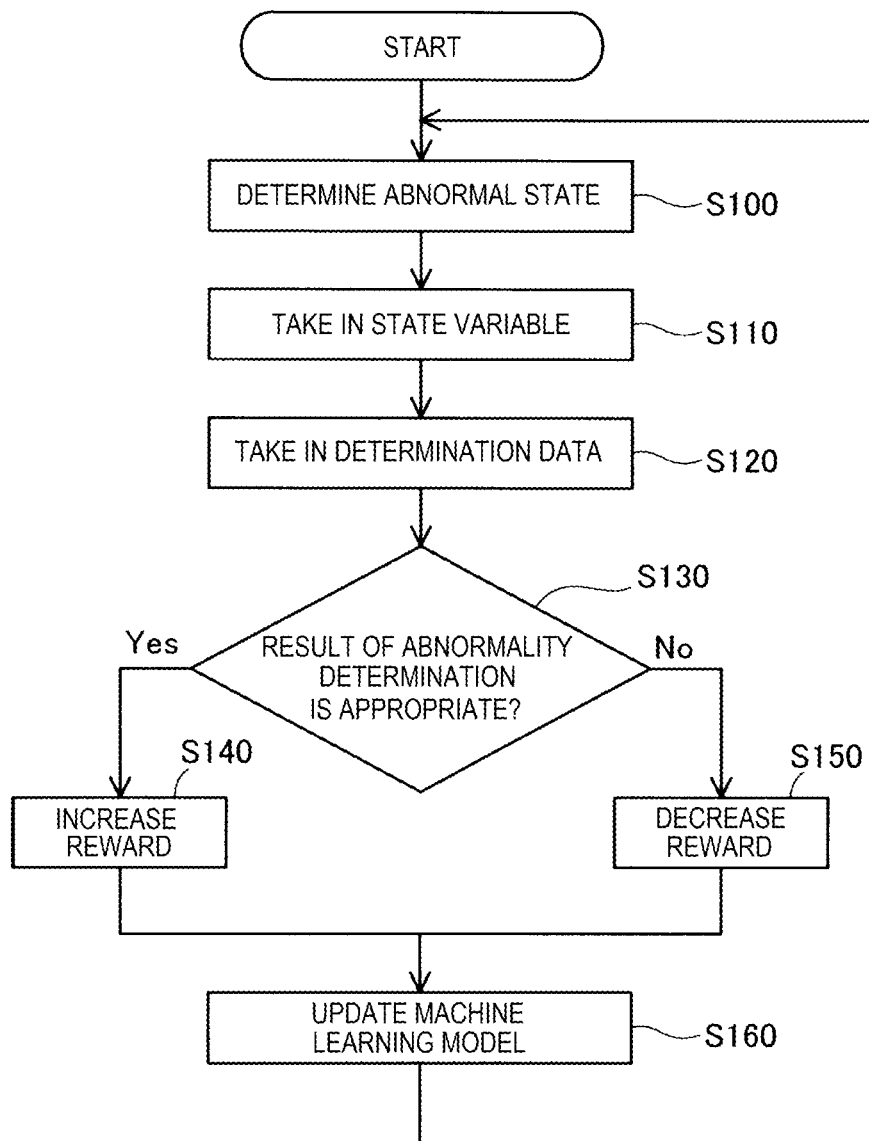 START
DETERMINE ABNORMAL STATE
S100
TAKE IN STATE VARIABLE
S110
TAKE IN DETERMINATION DATA
S120
S130
Yes
RESULT OF ABNORMALITY
DETERMINATION
IS APPROPRIATE?
No
S140
INCREASE
REWARD
S150
DECREASE
REWARD
UPDATE MACHINE
LEARNING MODEL
S160